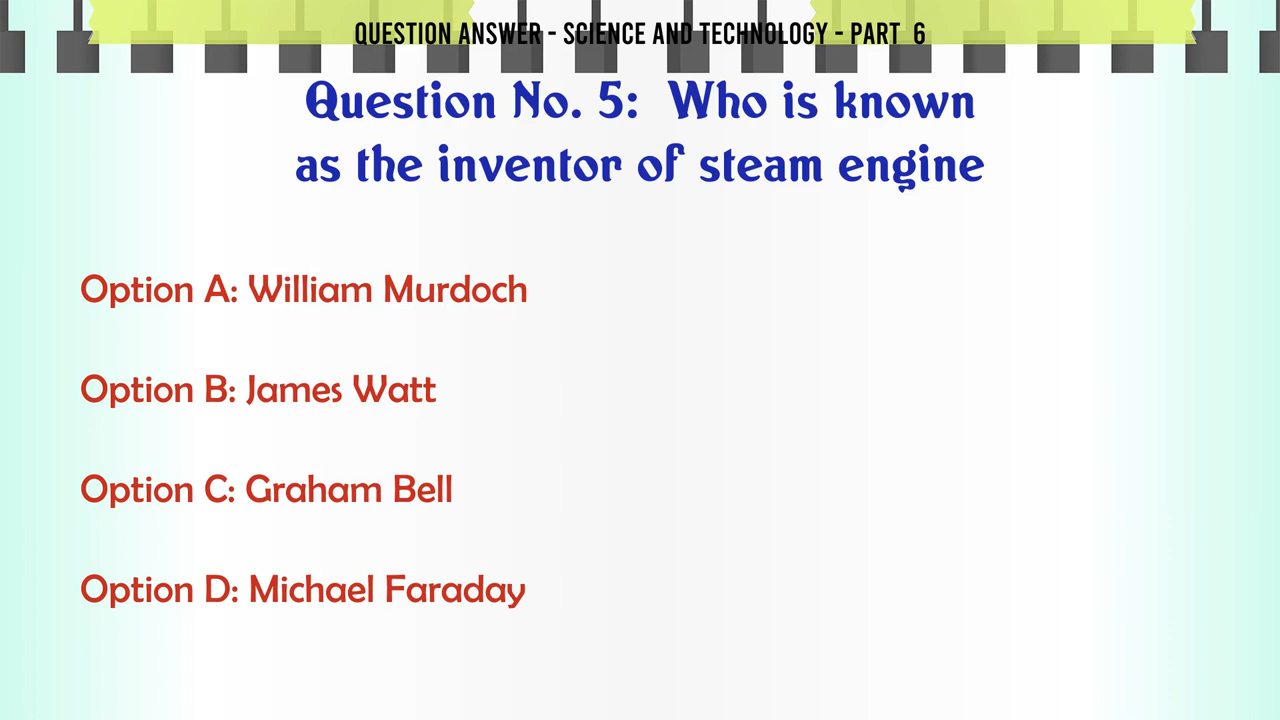 QUESTION ANSWER - SCIENCE AND TECHNOLOGY - PART 6
Question No. 5: Who is known
as the inventor of steam engine
Option A: William Murdoch
Option B: James Watt
Option C: Graham Bell
Option D: Michael Faraday